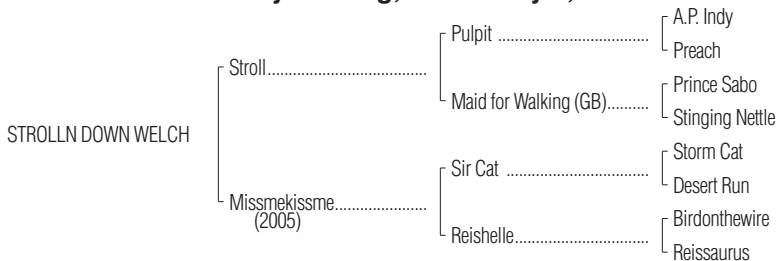 A.P. Indy
Pulpit
Preach
Stroll
Prince Sabo
Maid for Walking (GB)
Stinging Nettle
STROLLN DOWN WELCH
Storm Cat
Sir Cat
Desert Run
Missmekissme
(2005)
Birdonthewire
Reishelle
Reissaurus